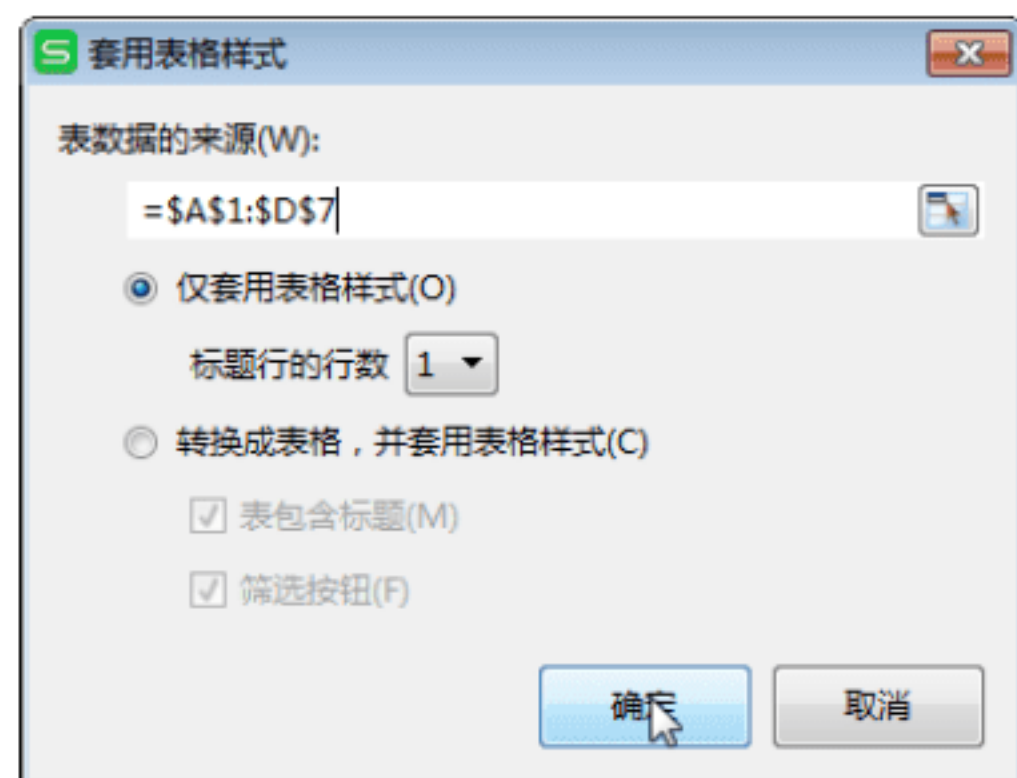 套用表格样式
表数据的来源(W):
=$A$1:$D$7
仅套用表格样式(O)
标题行的行数 1
转换成表格，并套用表格样式(C)
表包含标题(M)
筛选按钮(F)
确定 取消